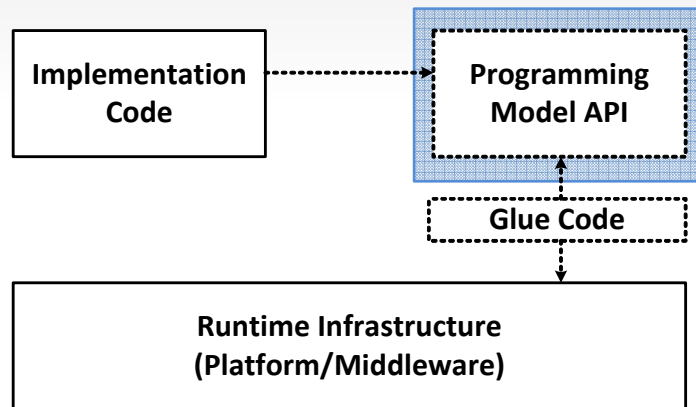 Implementation
Code
Programming
Model API
Glue Code
Runtime Infrastructure
(Platform/Middleware)